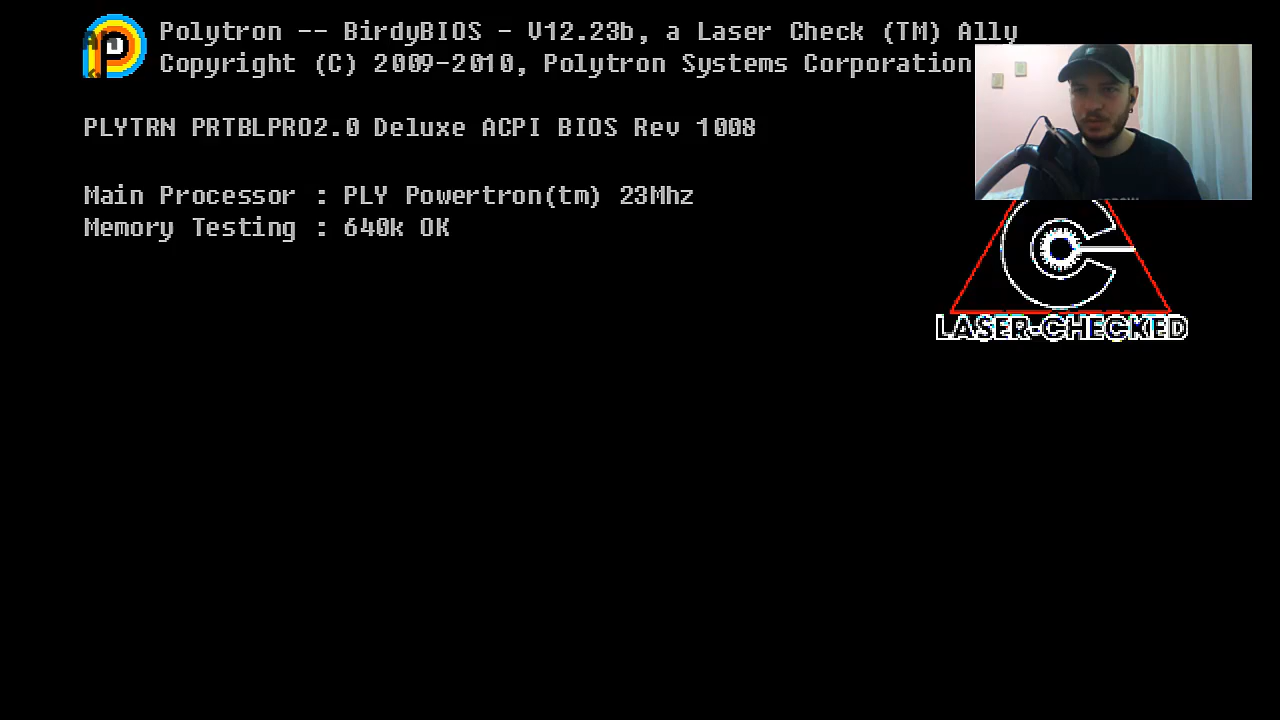 Polytron -- BirdyBIOS - V12.23b, a Laser Check (TM) Ally
Copyright (C) 2009-2010, Polytron Systems Corporation
PLYTRN PRTBLPRO2.0 Deluxe ACPI BIOS Rev 1008
Main Processor : PLY Powertron(tm) 23Mhz
Memory Testing : 640k OK
LASER-CHECKED